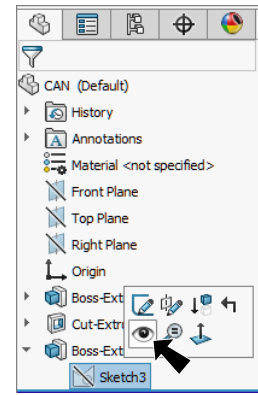 CAN (Default)
History
A Annotations
Material <not specified>
Front Plane
Top Plane
Right Plane
Origin
Boss-Ext
Cut-Extr
Boss-Ext
Sketch3